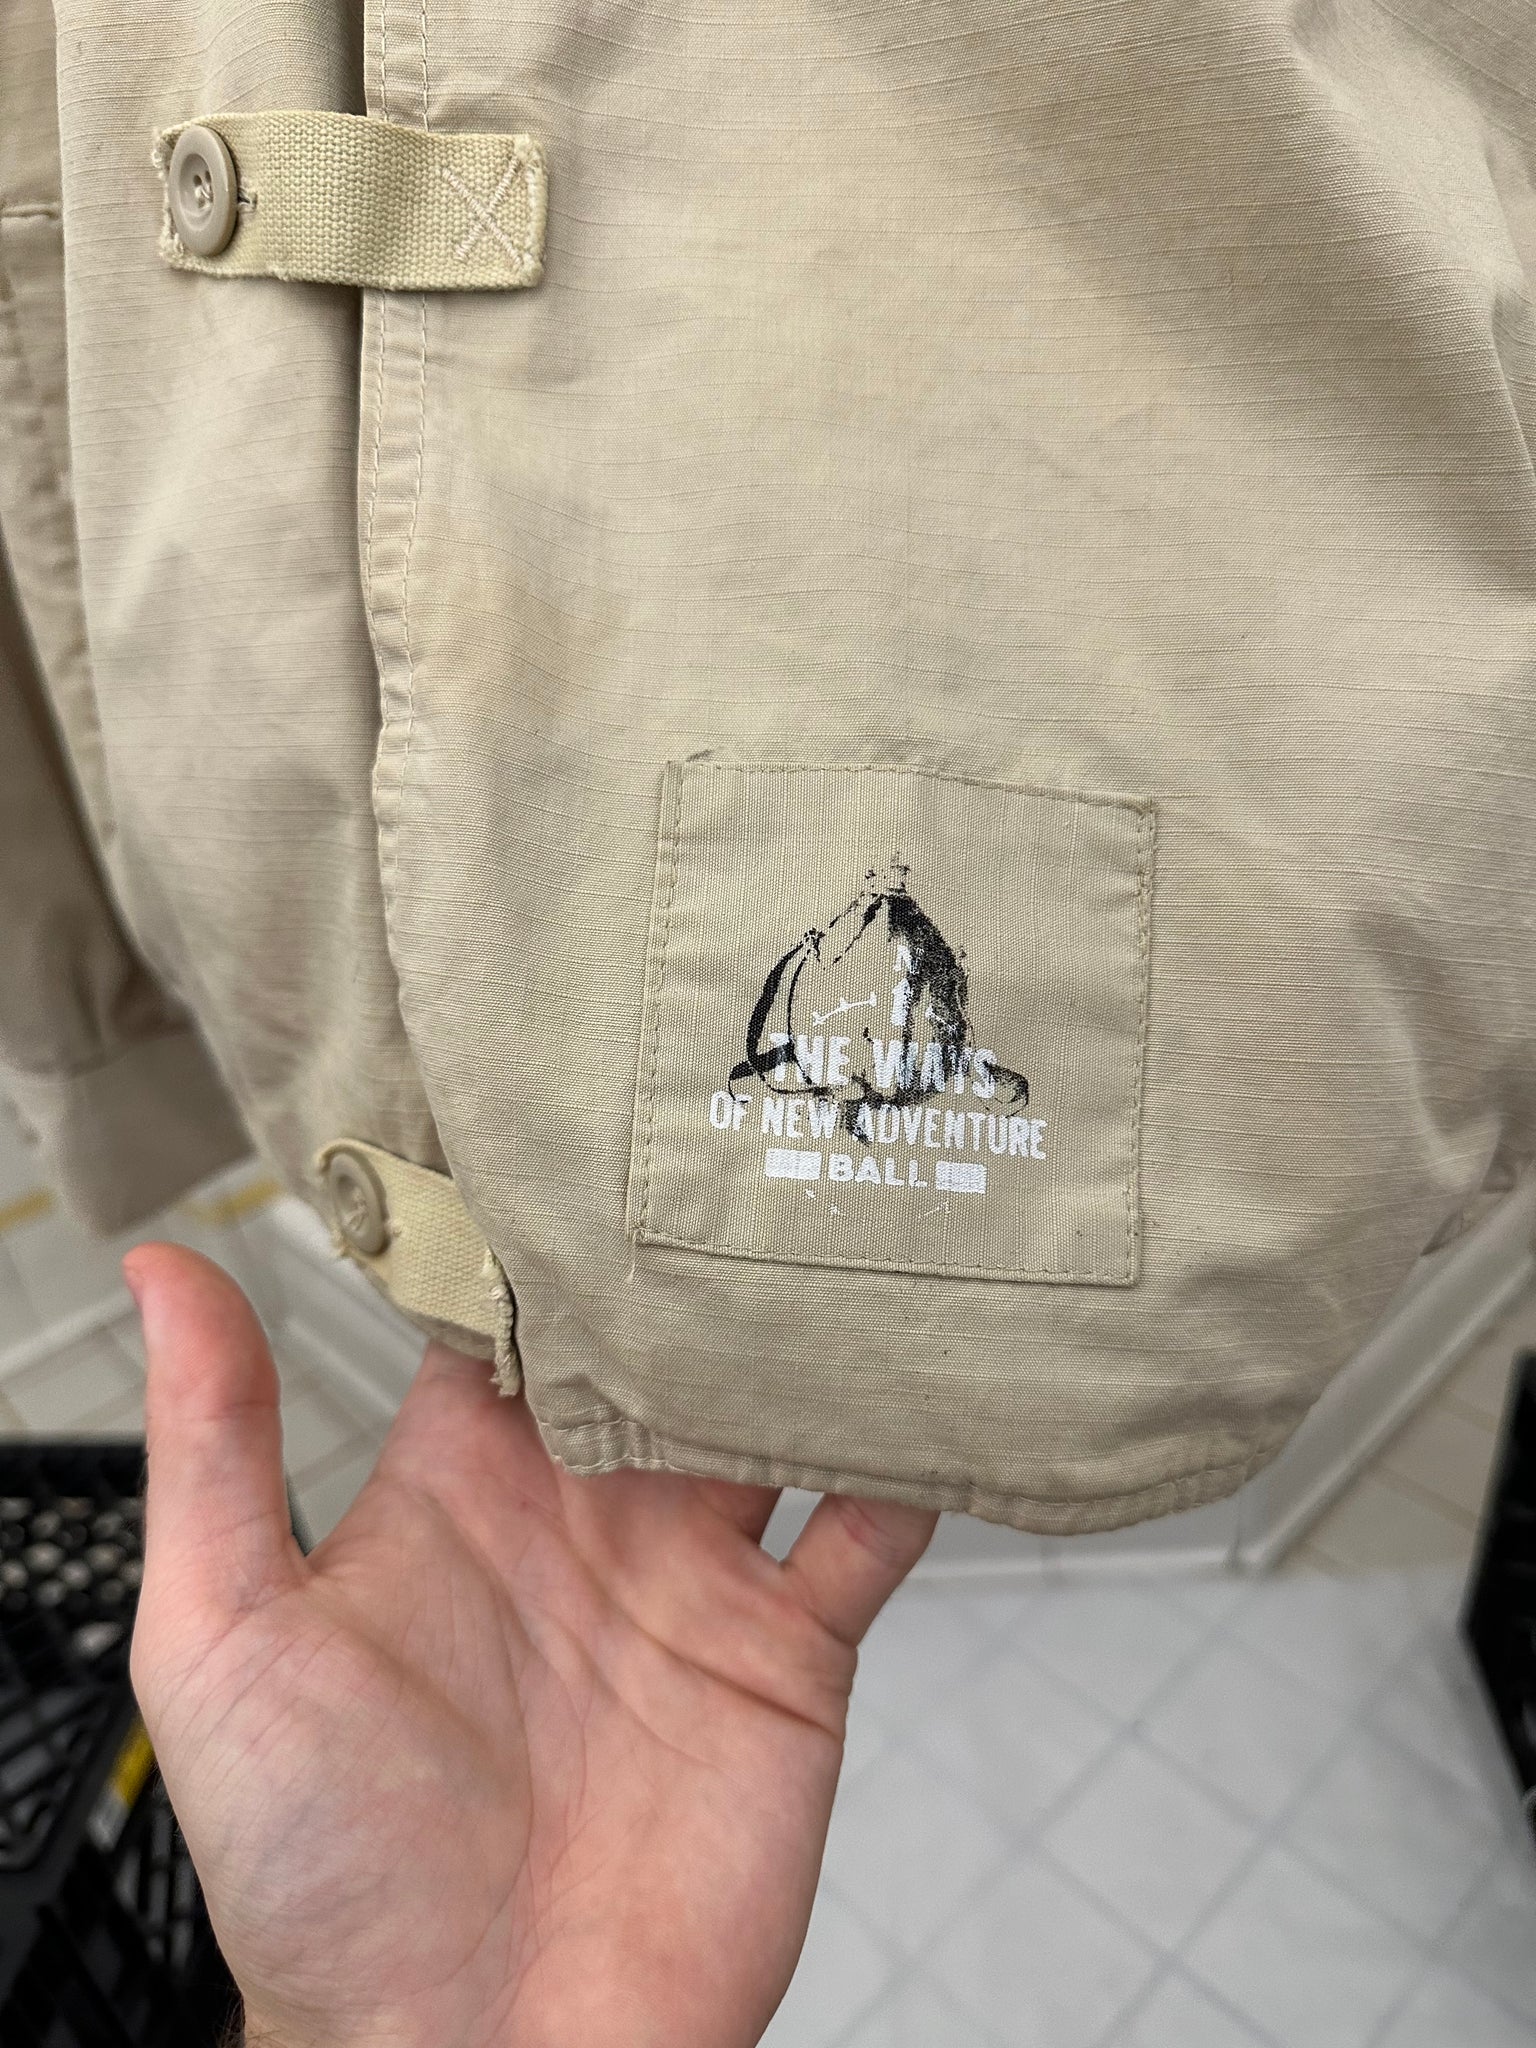 N
THE WAYS
OF NEW ADVENTURE
BALL